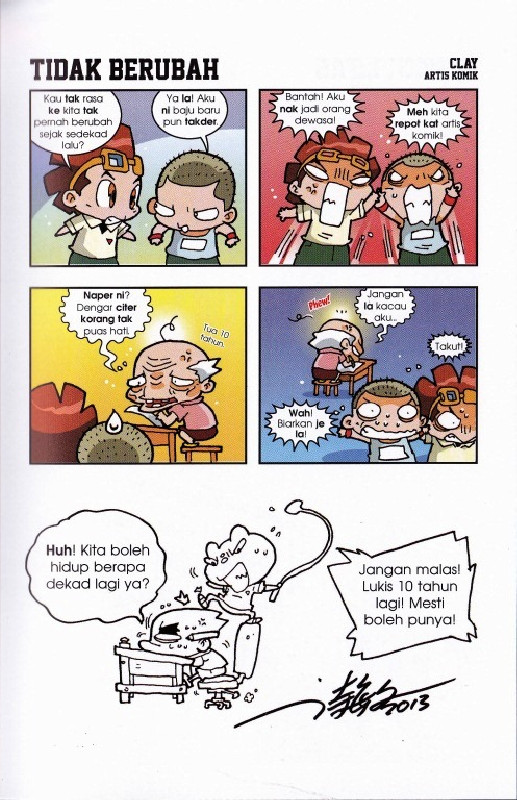 TIDAK BERUBAH
CLAY
ARTIS KOMIK
Kau tak rasa
ke kita tak
pernah berubah
sejak sedekad
lalu?
Ya la! Aku
ni baju baru
pun takder.
Bantah! Aku
nak jadi orang
dewasa!
Meh kita
repot kat artis
komik!!
Naper ni?
Dengar citer
korang tak
puas hati.
Tua 10
tahun.
Phew!
Jangan
la kacau
aku...
Takut!
Wah!
Biarkan je
la!
Huh! Kita boleh
hidup berapa
dekad lagi ya?
Jangan malas!
Lukis 10 tahun
lagi! Mesti
boleh punya!
2013